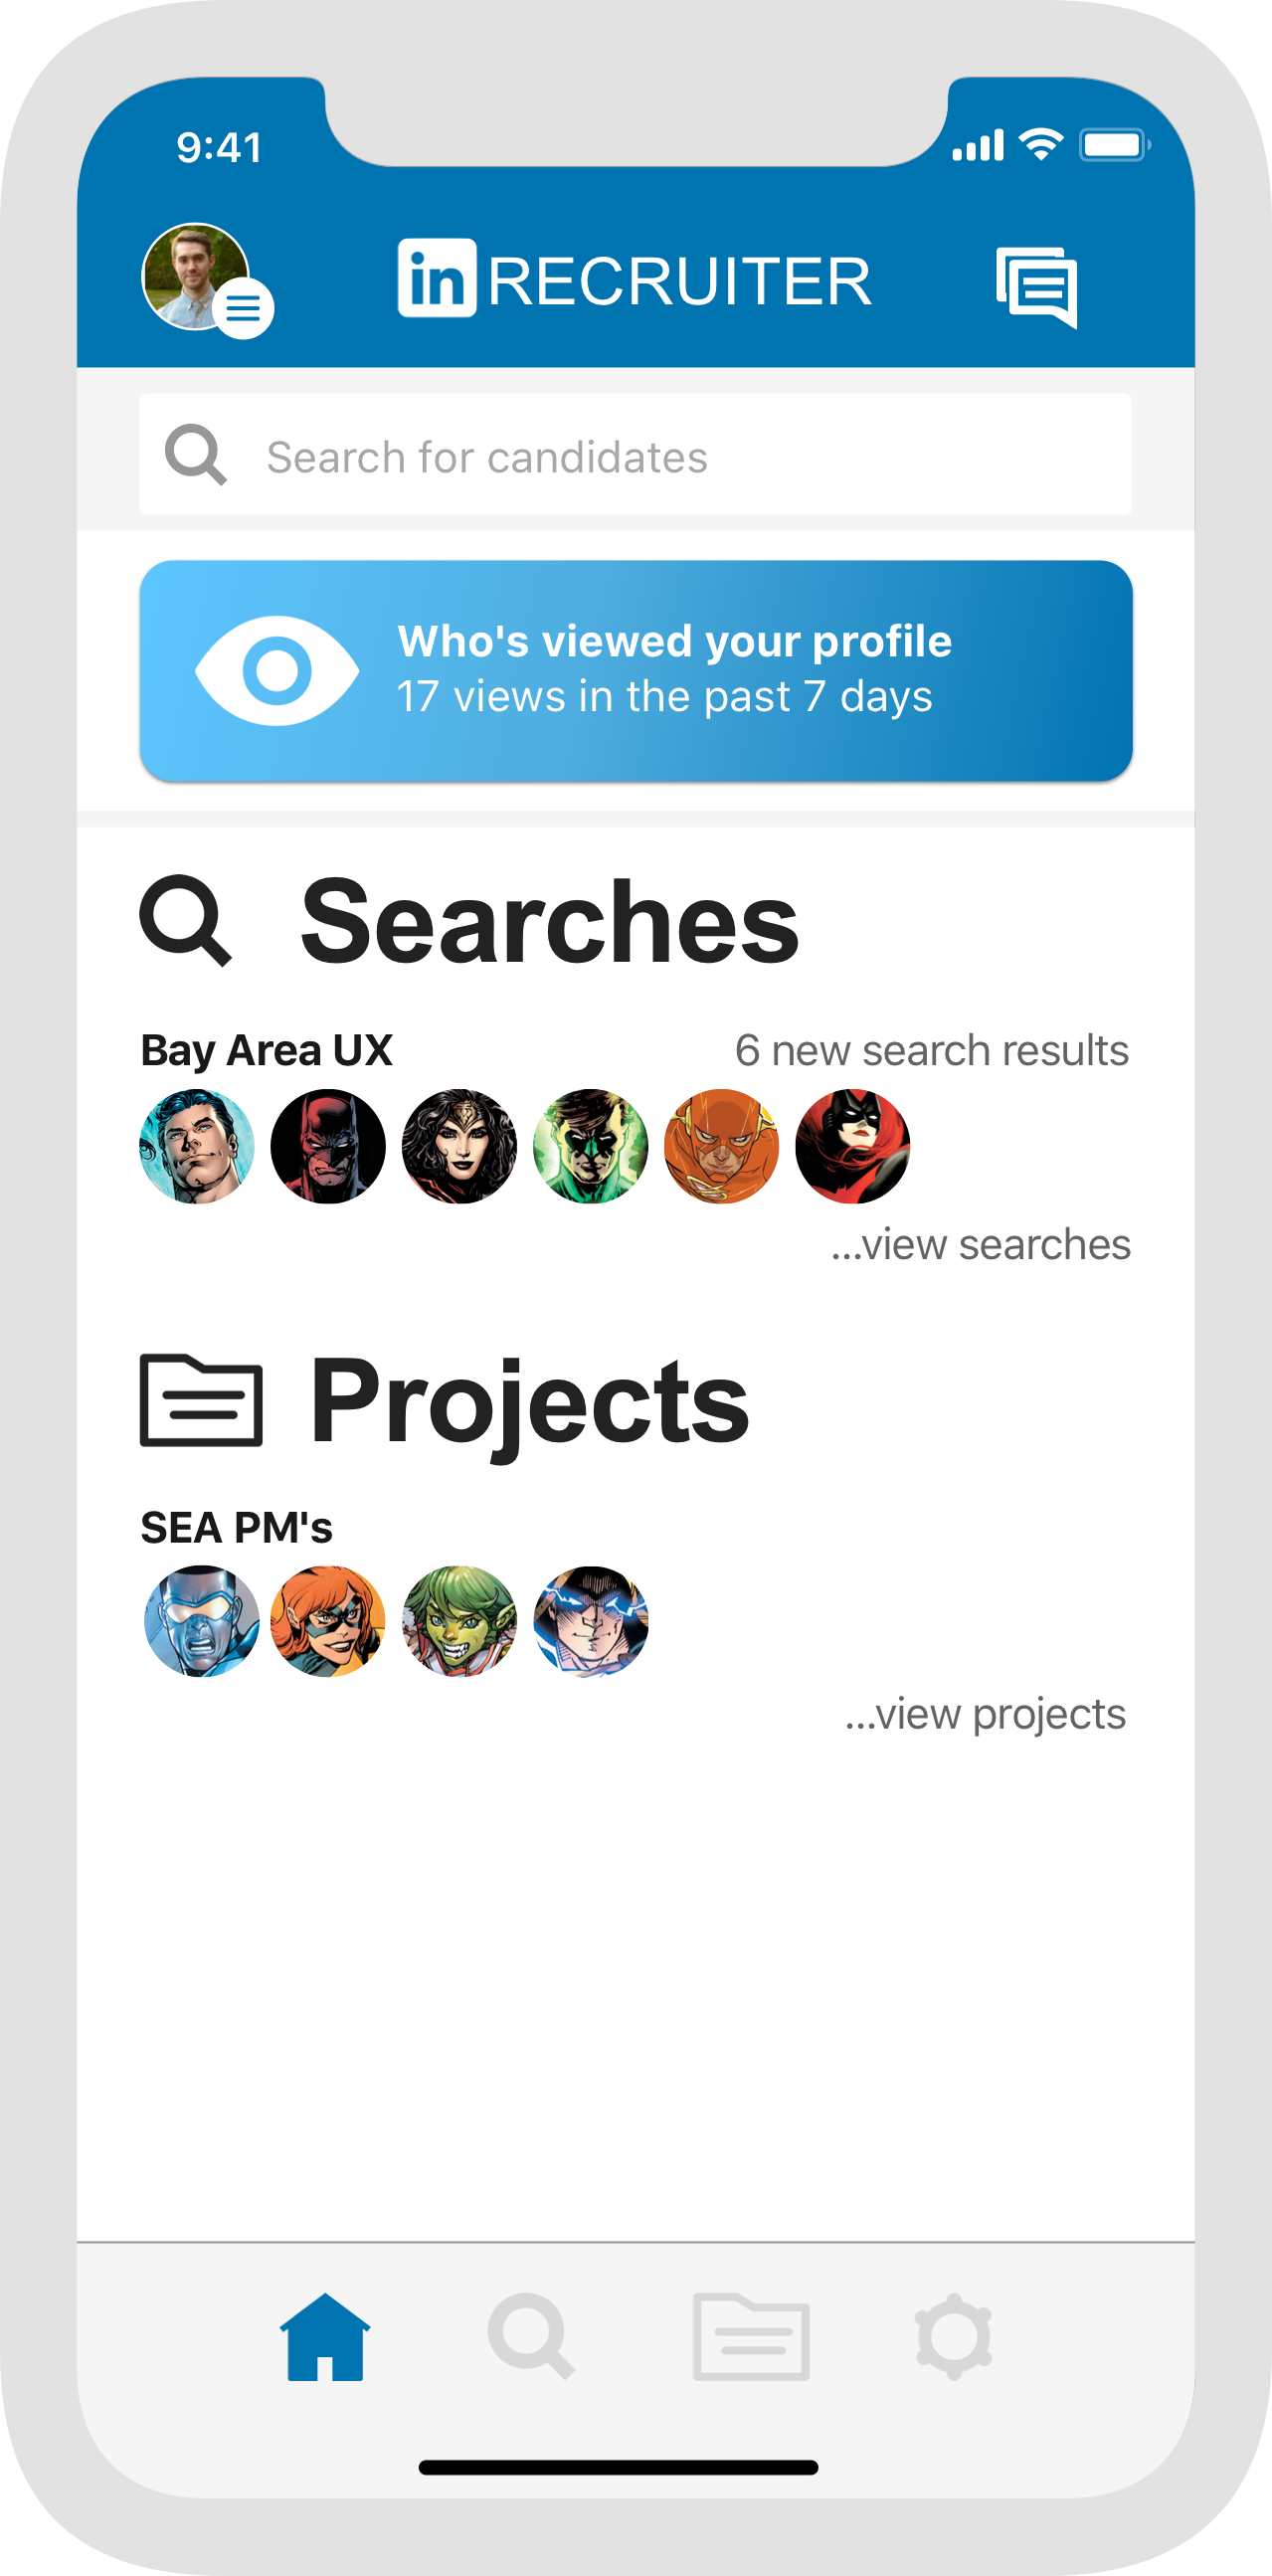 9:41
in RECRUITER
Search for candidates
Who's viewed your profile
17 views in the past 7 days
Searches
Bay Area UX
6 new search results
...view searches
Projects
SEA PM's
...view projects